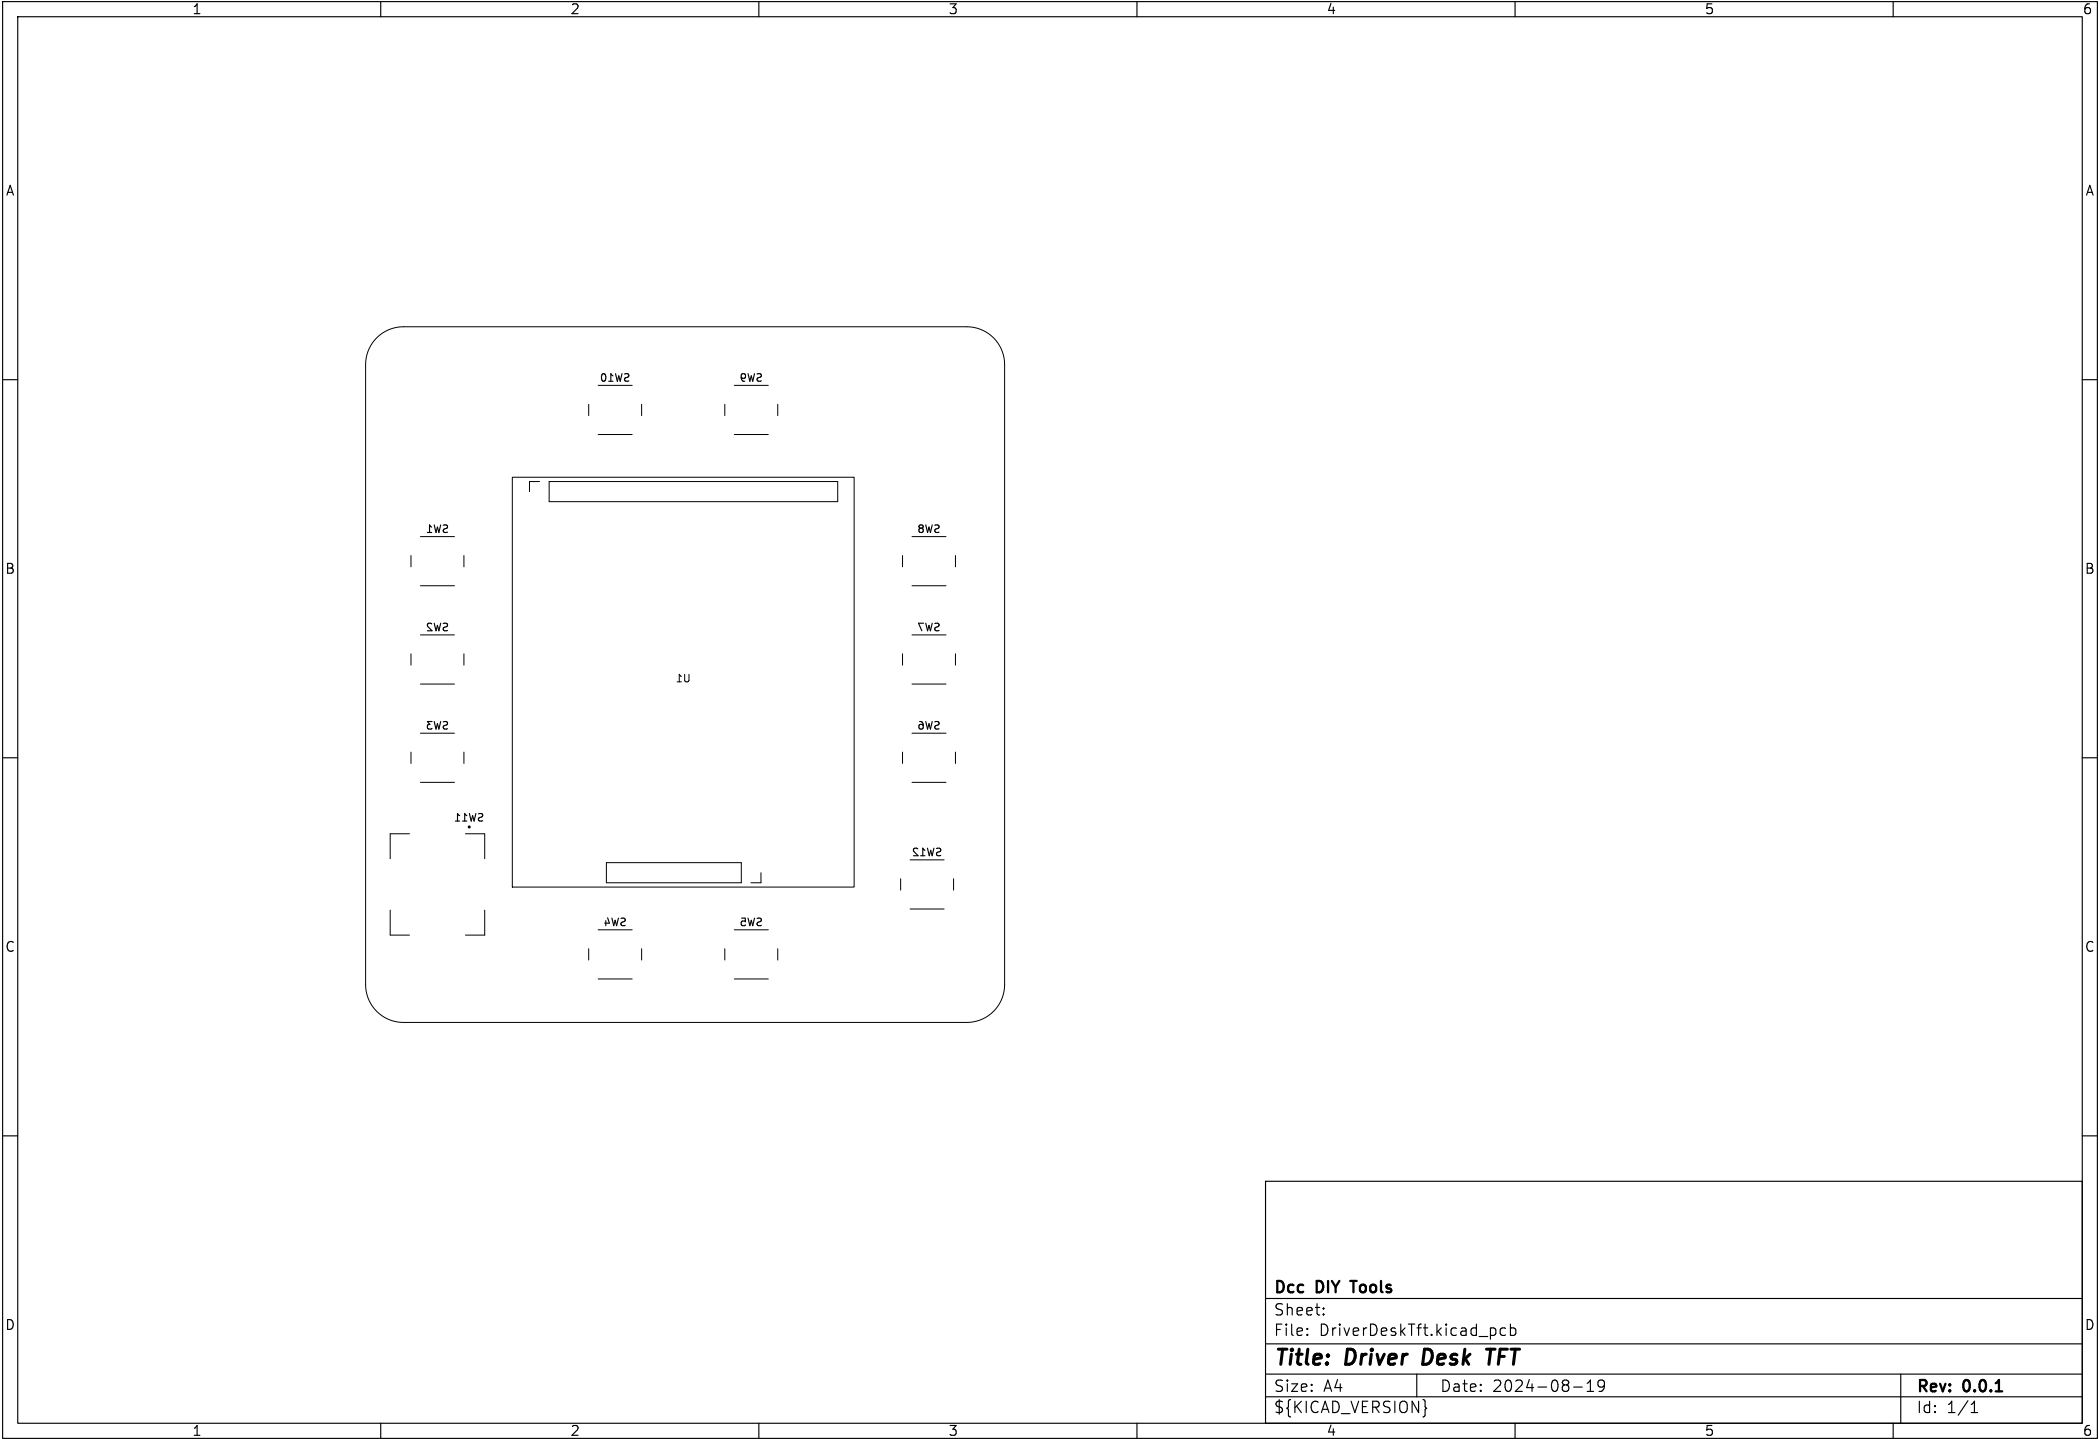 1 2 3 4 5 6
A A
SW10 SW9
SW1 SW8
B B
SW2 SW7
U1
SW3 SW6
SW11
SW12
SW4 SW5
C C
Dcc DIY Tools
Sheet:
File: DriverDeskTft.kicad_pcb
D D
Title: Driver Desk TFT
Size: A4 Date: 2024-08-19 Rev: 0.0.1
${KICAD_VERSION} Id: 1/1
1 2 3 4 5 6